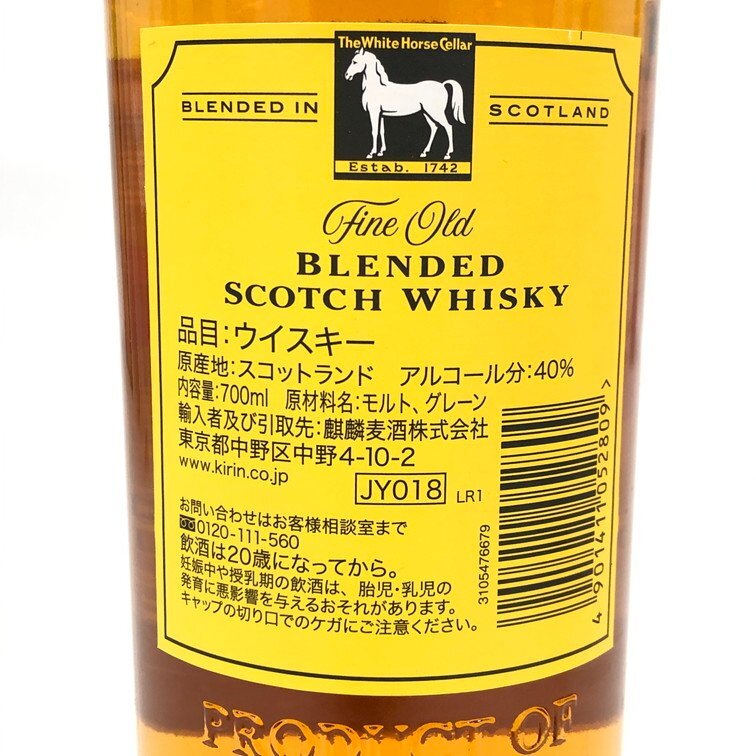 The White Horse Cellar
BLENDED IN
SCOTLAND
Estab. 1742
Fine Old
BLENDED
SCOTCH WHISKY
品目:ウイスキー
原産地:スコットランド アルコール分:40%
内容量:700ml 原材料名:モルト、グレーン
輸入者及び引取先:麒麟麦酒株式会社
東京都中野区中野4-10-2
www.kirin.co.jp
JY018 LR1
お問い合わせはお客様相談室まで
0120-111-560
飲酒は20歳になってから。
妊娠中や授乳期の飲酒は、胎児・乳児の
発育に悪影響を与えるおそれがあります。
キャップの切り口でのケガにご注意ください。
3105476679
4901411052809>
PRODUCT OF